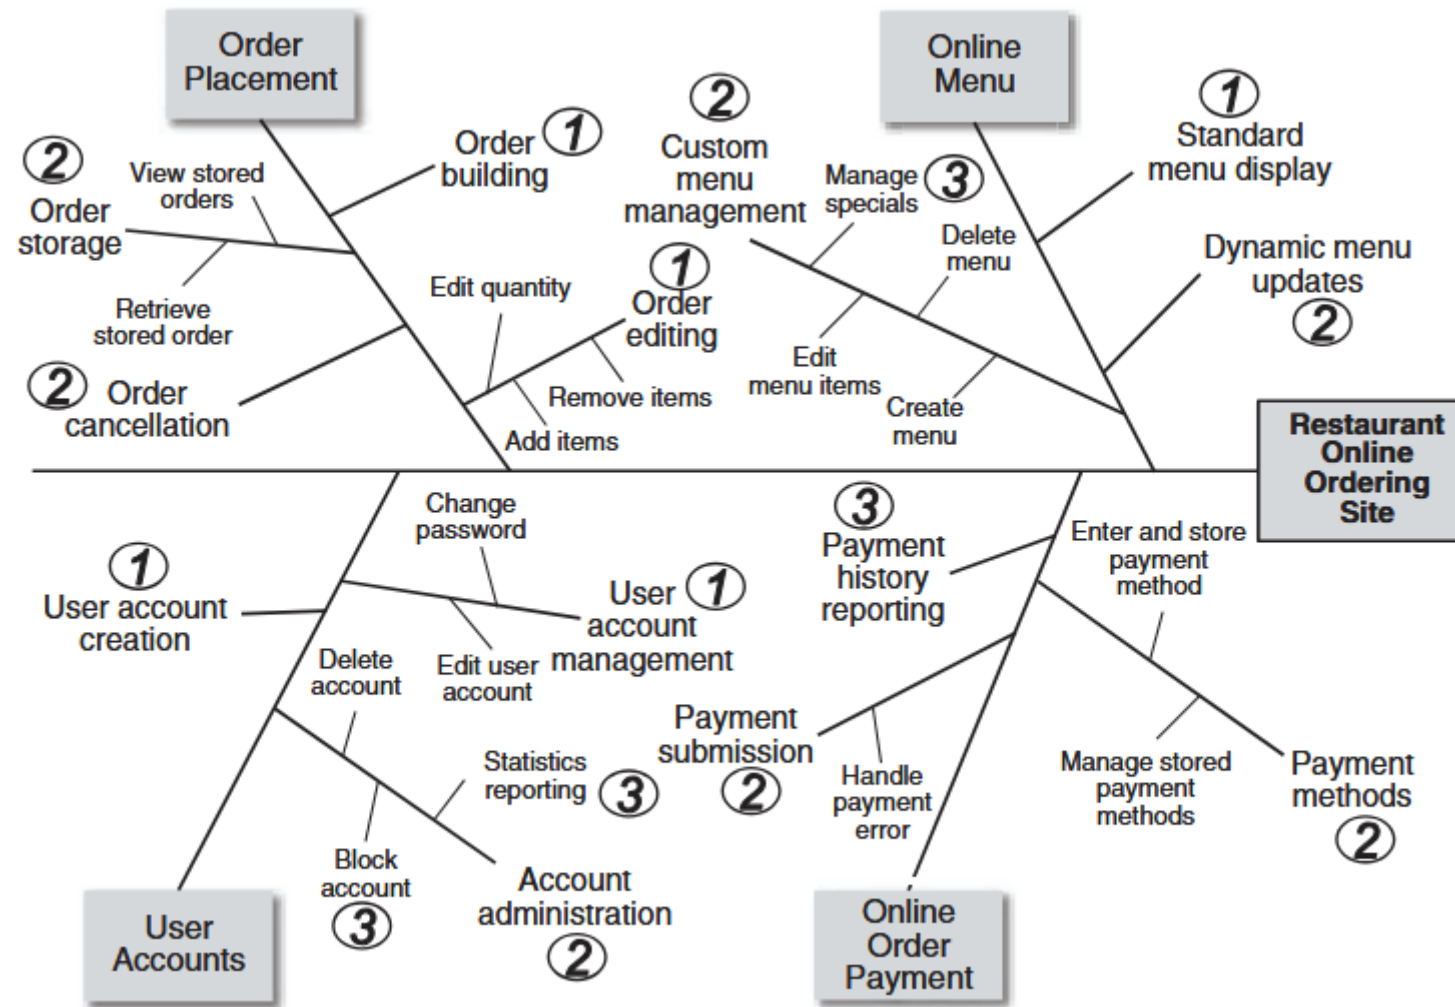 Order
Placement
Online
Menu
2
1
Order
building
1
Custom
menu
management
Standard
menu display
2
View stored
orders
Manage
specials
3
Order
storage
Delete
menu
Dynamic menu
updates
2
1
Edit quantity
Order
editing
Retrieve
stored order
Edit
menu items
2
Order
cancellation
Remove items
Create
menu
Add items
Restaurant
Online
Ordering
Site
Change
password
3
Payment
history
reporting
Enter and store
payment
method
1
User account
creation
User
account
management
1
Delete
account
Edit user
account
Payment
submission
2
Statistics
reporting
3
Handle
payment
error
Manage stored
payment
methods
Payment
methods
2
Block
account
3
Account
administration
2
User
Accounts
Online
Order
Payment